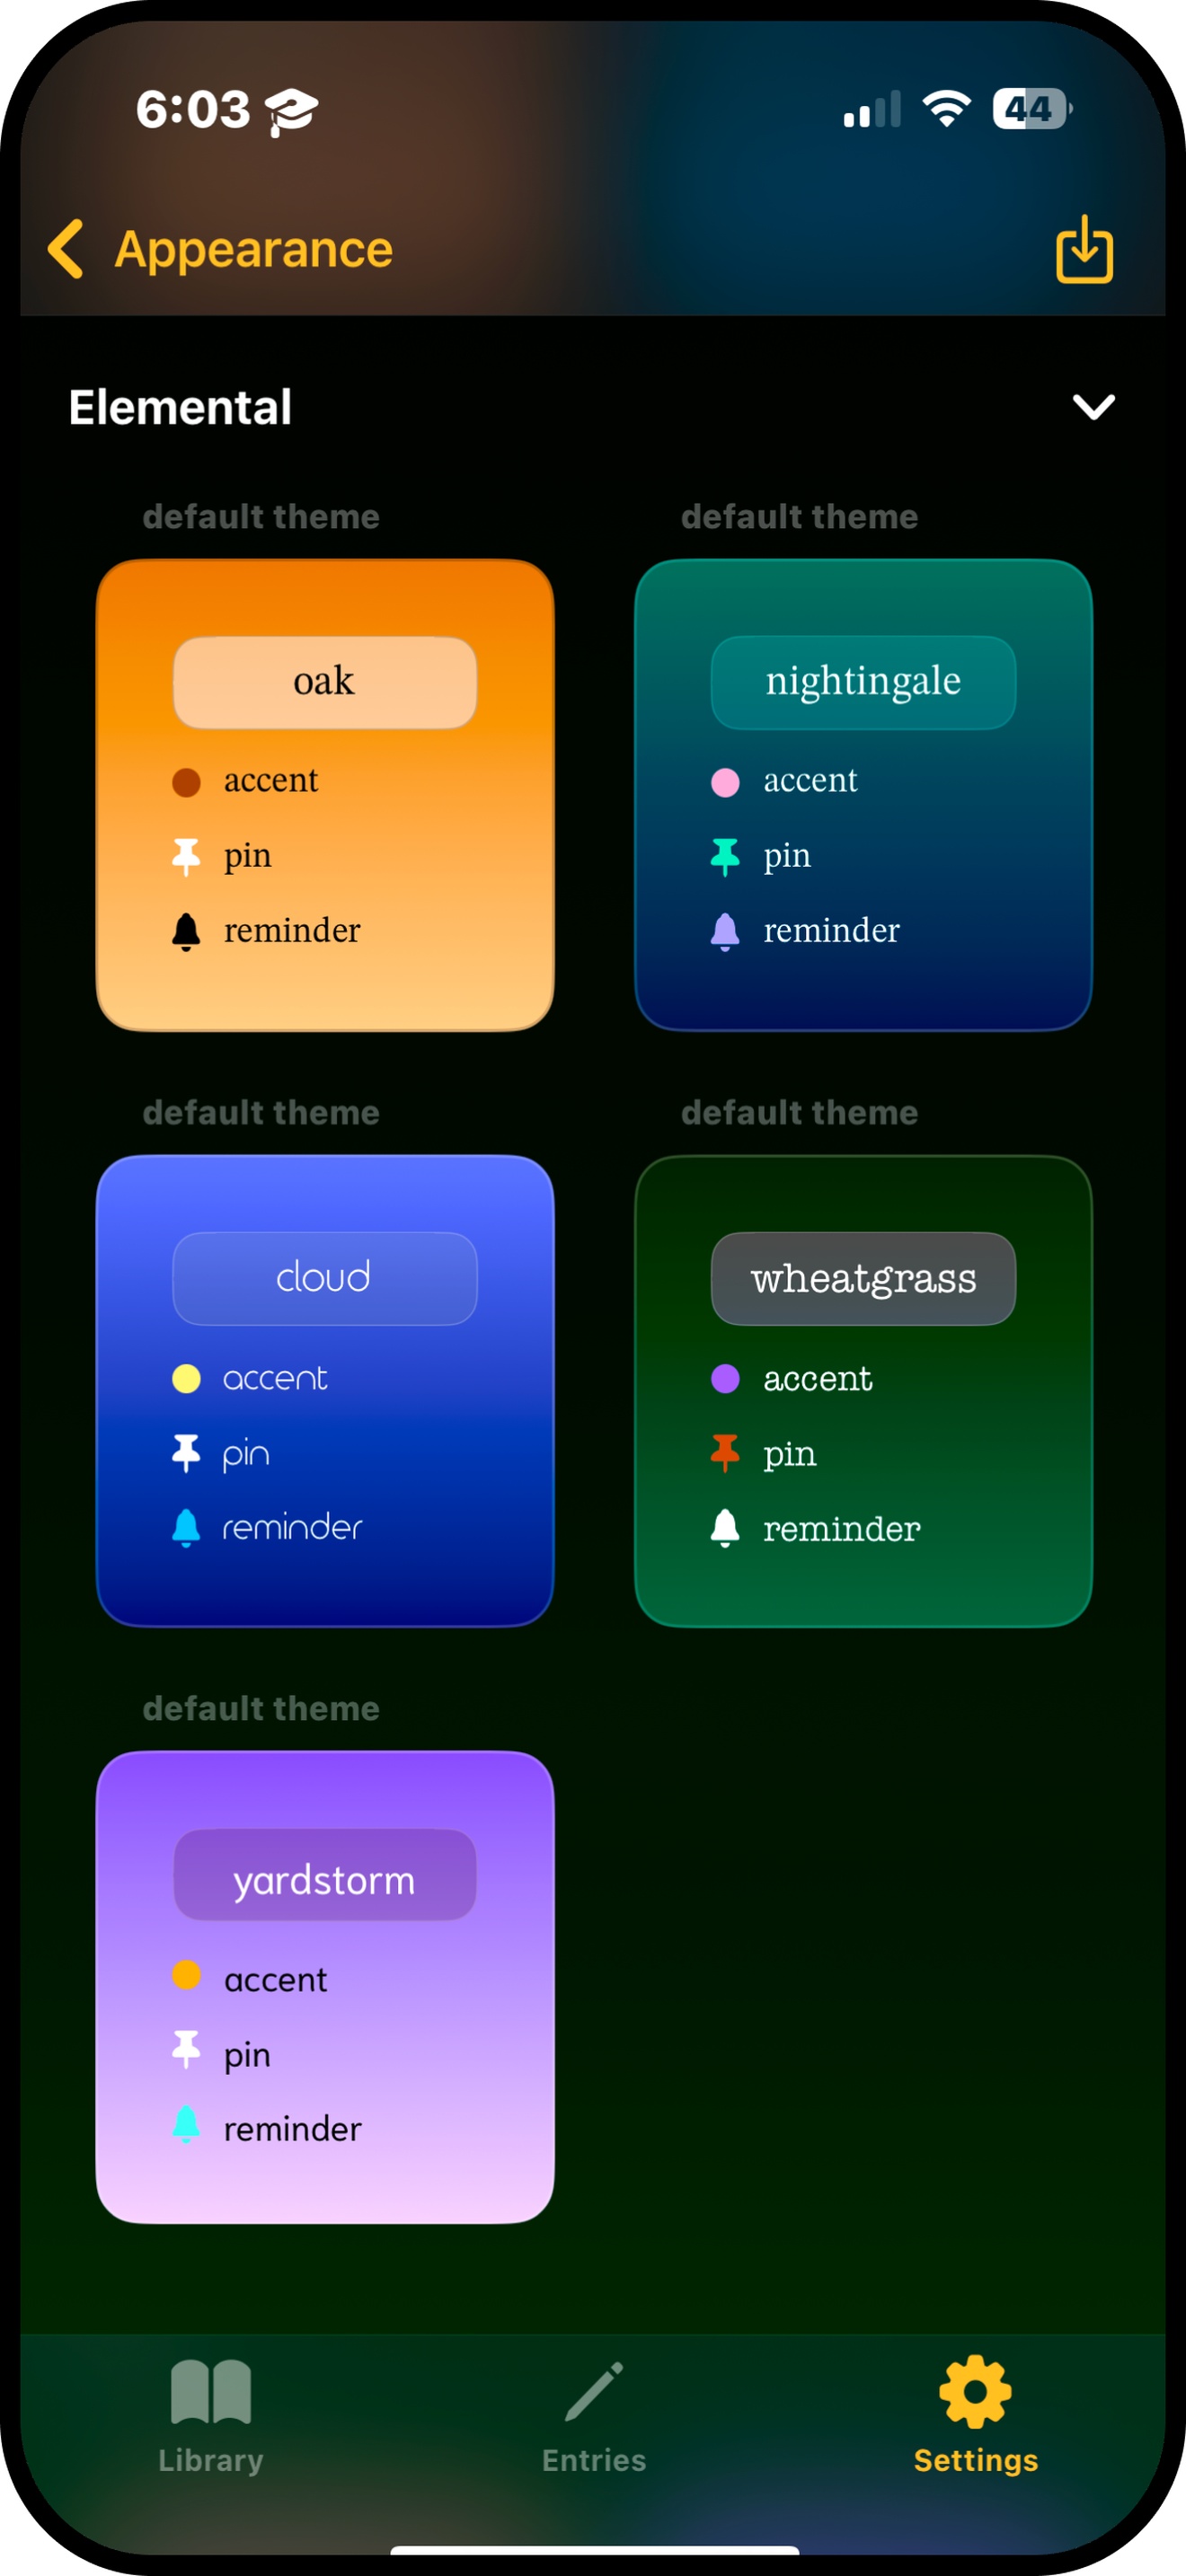 6:03 44
Appearance
Elemental
default theme default theme
oak nightingale
accent accent
pin pin
reminder reminder
default theme default theme
cloud wheatgrass
accent accent
pin pin
reminder reminder
default theme
yardstorm
accent
pin
reminder
Library Entries Settings